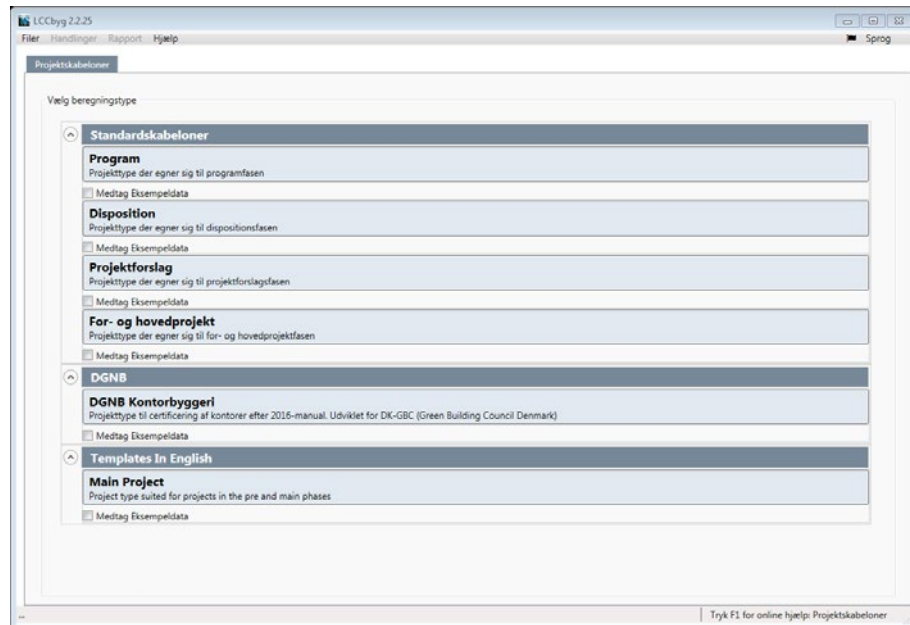 LCCbyg 2.2.25
Filer Handlinger Rapport Hjælp Sprog
Projektskabeloner
Vælg beregningstype
Standardskabeloner
Program
Projekttype der egner sig til programfasen
Medtag Eksempeldata
Disposition
Projekttype der egner sig til dispositionsfasen
Medtag Eksempeldata
Projektforslag
Projekttype der egner sig til projektforslagsfasen
Medtag Eksempeldata
For- og hovedprojekt
Projekttype der egner sig til for- og hovedprojektfasen
Medtag Eksempeldata
DGNB
DGNB Kontorbyggeri
Projekttype til certificering af kontorer efter 2016-manual. Udviklet for DK-GBC (Green Building Council Denmark)
Medtag Eksempeldata
Templates In English
Main Project
Project type suited for projects in the pre and main phases
Medtag Eksempeldata
Tryk F1 for online hjælp: Projektskabeloner